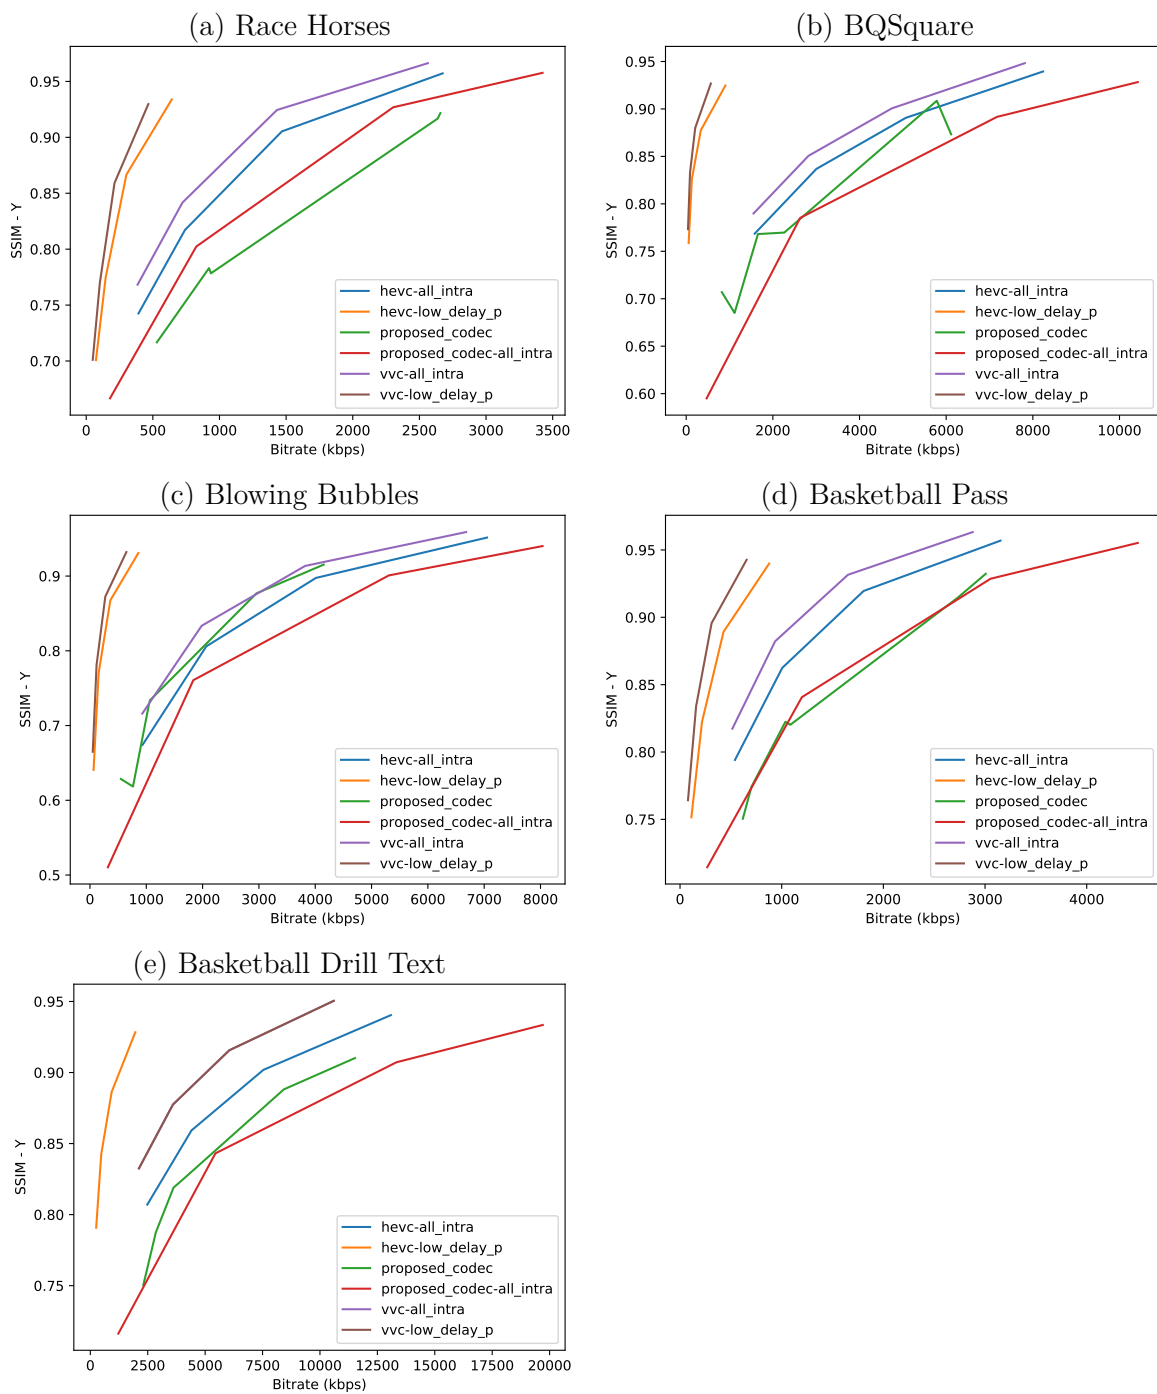 (a) Race Horses
SSIM - Y
0.95
0.90
0.85
0.80
0.75
0.70
0 500 1000 1500 2000 2500 3000 3500
Bitrate (kbps)
hevc-all_intra
hevc-low_delay_p
proposed_codec
proposed_codec-all_intra
vvc-all_intra
vvc-low_delay_p
(b) BQSquare
SSIM - Y
0.95
0.90
0.85
0.80
0.75
0.70
0.65
0.60
0 2000 4000 6000 8000 10000
Bitrate (kbps)
hevc-all_intra
hevc-low_delay_p
proposed_codec
proposed_codec-all_intra
vvc-all_intra
vvc-low_delay_p
(c) Blowing Bubbles
SSIM - Y
0.9
0.8
0.7
0.6
0.5
0 1000 2000 3000 4000 5000 6000 7000 8000
Bitrate (kbps)
hevc-all_intra
hevc-low_delay_p
proposed_codec
proposed_codec-all_intra
vvc-all_intra
vvc-low_delay_p
(d) Basketball Pass
SSIM - Y
0.95
0.90
0.85
0.80
0.75
0 1000 2000 3000 4000
Bitrate (kbps)
hevc-all_intra
hevc-low_delay_p
proposed_codec
proposed_codec-all_intra
vvc-all_intra
vvc-low_delay_p
(e) Basketball Drill Text
SSIM - Y
0.95
0.90
0.85
0.80
0.75
0 2500 5000 7500 10000 12500 15000 17500 20000
Bitrate (kbps)
hevc-all_intra
hevc-low_delay_p
proposed_codec
proposed_codec-all_intra
vvc-all_intra
vvc-low_delay_p